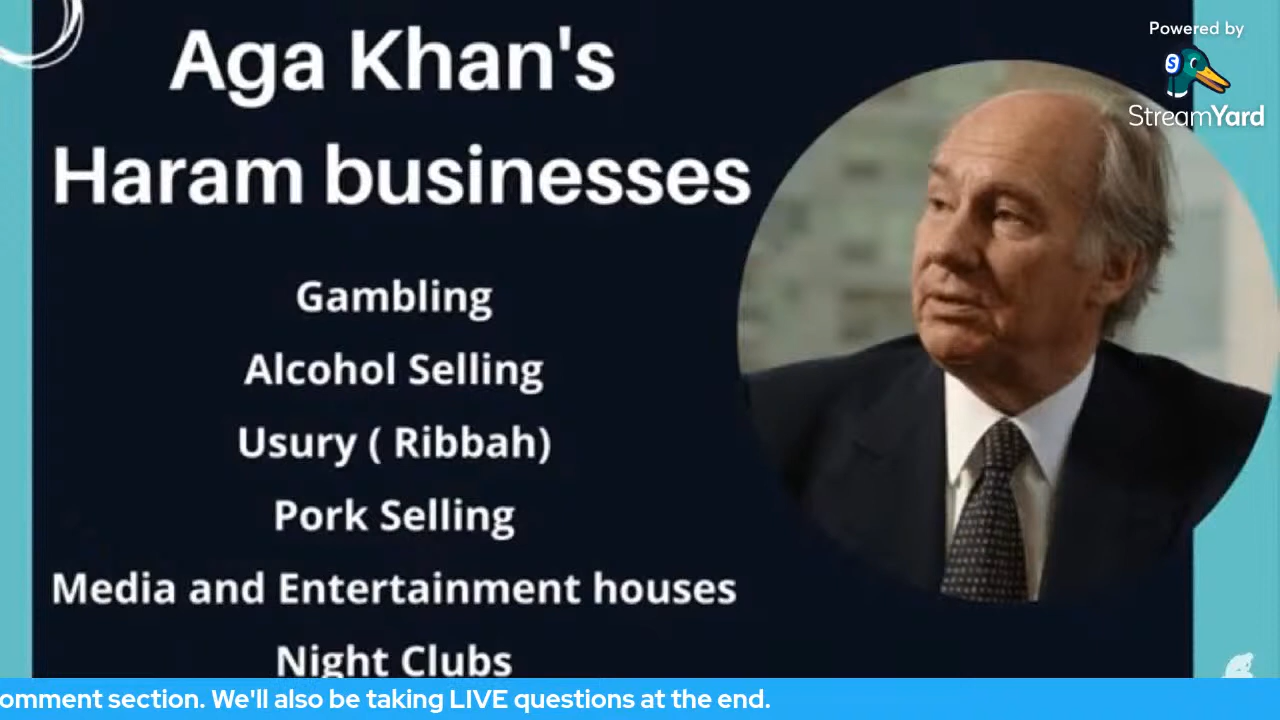 Aga Khan's
Haram businesses
Gambling
Alcohol Selling
Usury ( Ribbah)
Pork Selling
Media and Entertainment houses
Night Clubs
Powered by
S
StreamYard
omment section. We'll also be taking LIVE questions at the end.